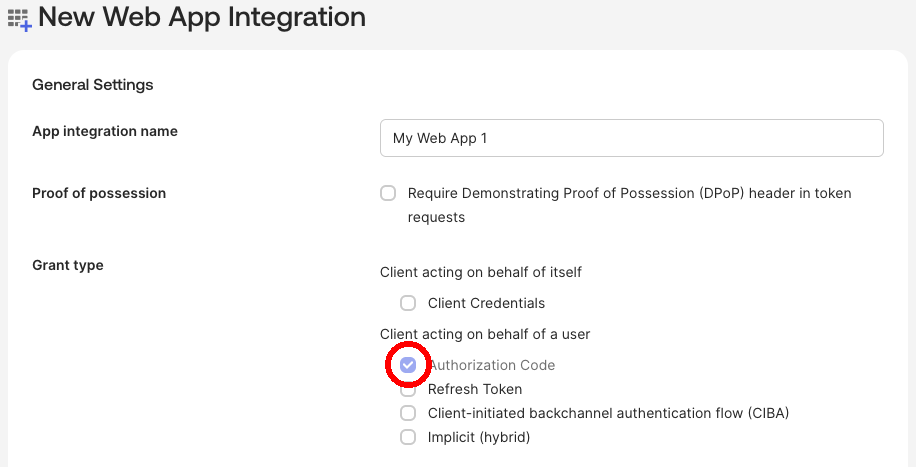 New Web App Integration
General Settings
App integration name
My Web App 1
Proof of possession
Require Demonstrating Proof of Possession (DPoP) header in token
requests
Grant type
Client acting on behalf of itself
Client Credentials
Client acting on behalf of a user
Authorization Code
Refresh Token
Client-initiated backchannel authentication flow (CIBA)
Implicit (hybrid)